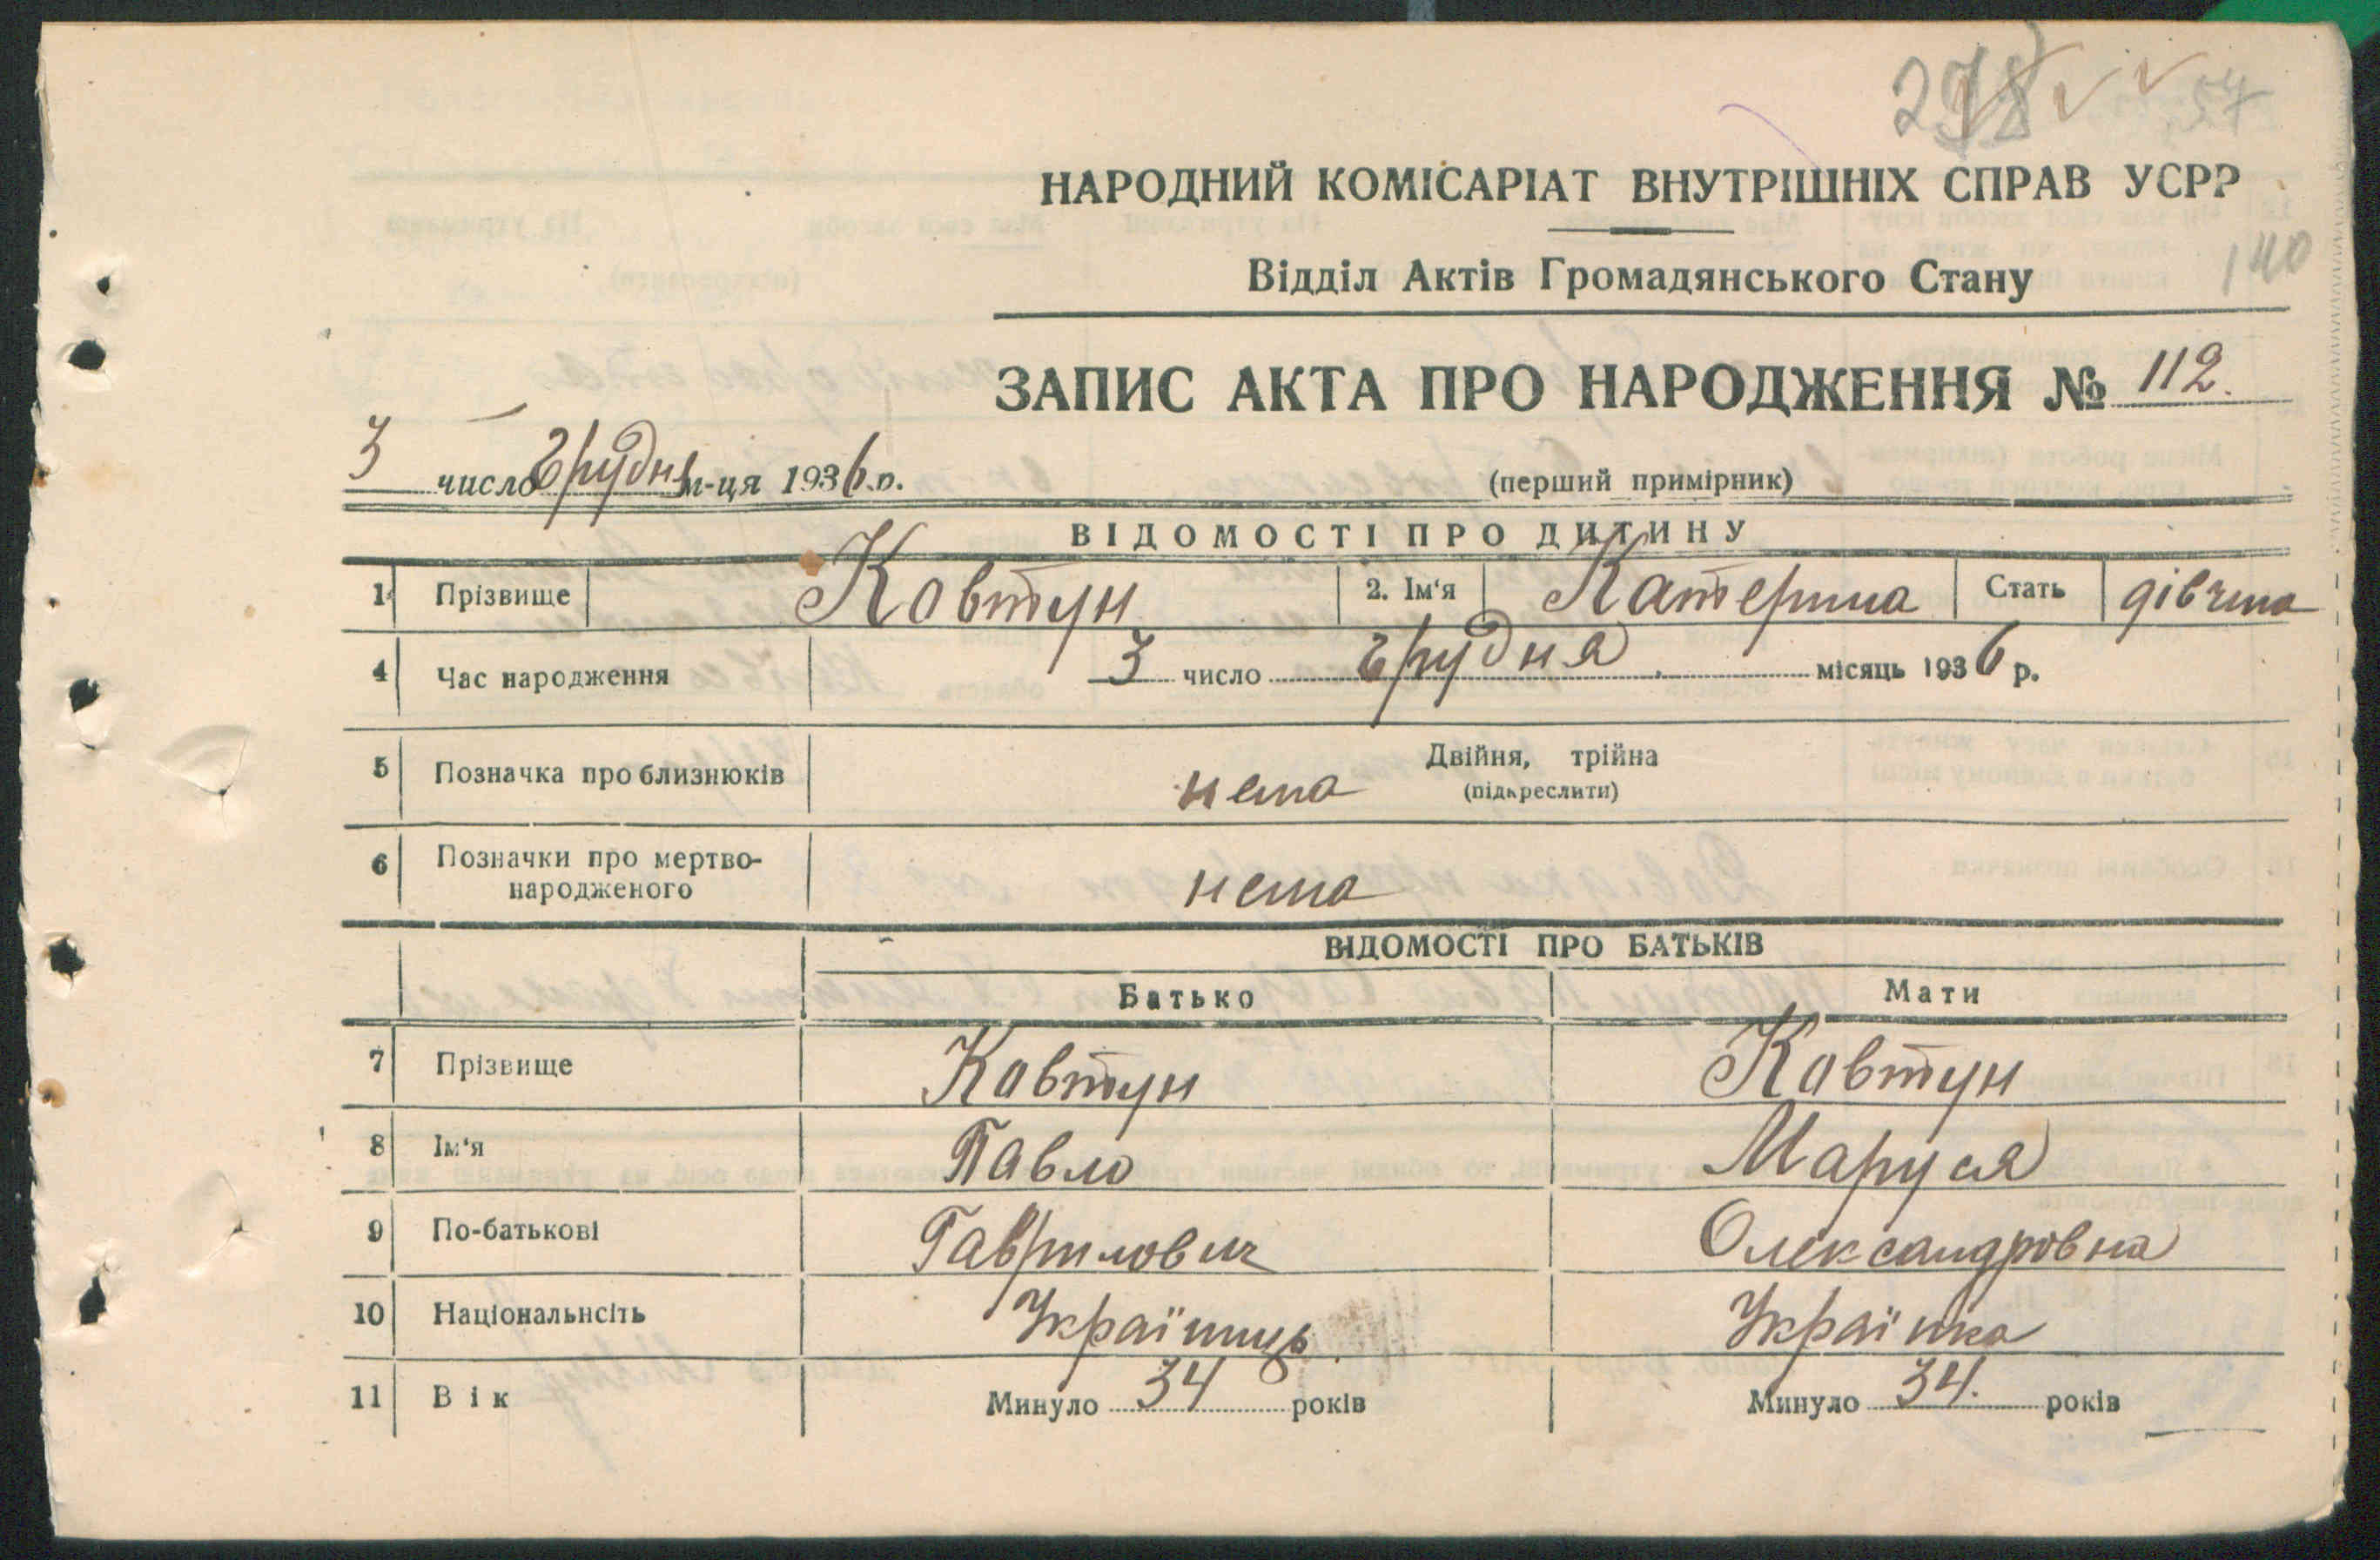 140
НАРОДНИЙ КОМІСАРІАТ ВНУТРІШНІХ СПРАВ УСРР
Відділ Актів Громадянського Стану
ЗАПИС АКТА ПРО НАРОДЖЕННЯ № 112.
3 число Грудня м-ця 1936 р. (перший примірник)
ВІДОМОСТІ ПРО ДИТИНУ
1 Прізвище Ковтун 2. Ім'я Катерина Стать дівчина
4 Час народження 3 число Грудня місяць 1936 р.
5 Позначка про близнюків нема Двійня, трійна
(підкреслити)
6 Позначки про мертво-
народженого нема
ВІДОМОСТІ ПРО БАТЬКІВ
Батько Мати
7 Прізвище Ковтун Ковтун
8 Ім'я Павло Маруся
9 По-батькові Гаврилович Олександровна
10 Національнсіть Українець Українка
11 Вік Минуло 34 років Минуло 34. років